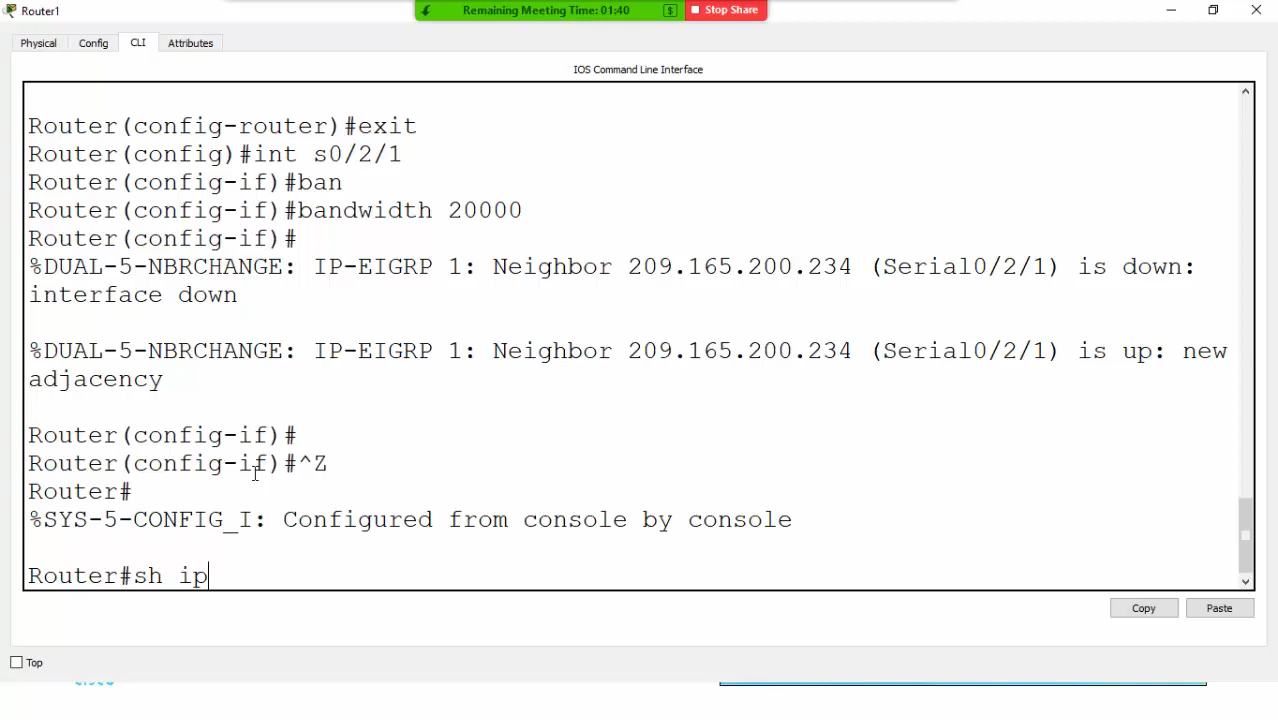 Router1
Remaining Meeting Time: 01:40
$
Stop Share
Physical
Config
CLI
Attributes
IOS Command Line Interface
Router(config-router)#exit
Router(config)#int s0/2/1
Router(config-if)#ban
Router(config-if)#bandwidth 20000
Router(config-if)#
%DUAL-5-NBRCHANGE: IP-EIGRP 1: Neighbor 209.165.200.234 (Serial0/2/1) is down:
interface down
%DUAL-5-NBRCHANGE: IP-EIGRP 1: Neighbor 209.165.200.234 (Serial0/2/1) is up: new
adjacency
Router(config-if)#
Router(config-if)#^Z
Router#
%SYS-5-CONFIG_I: Configured from console by console
Router#sh ip
Copy
Paste
Top